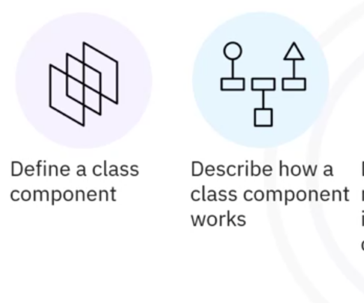 Define a class
component
Describe how a
class component
works